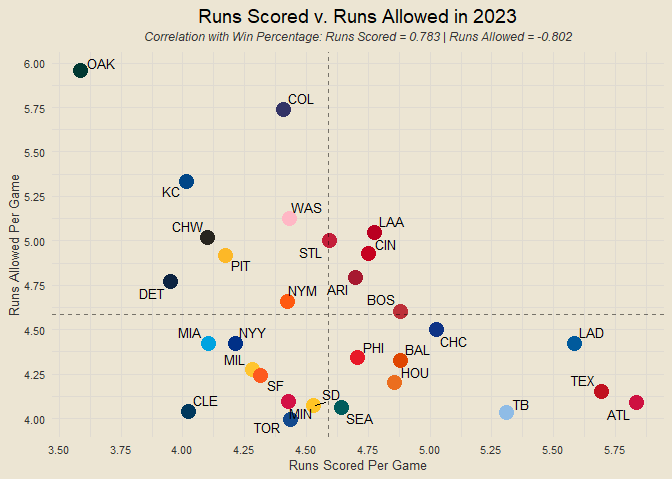 Runs Scored v. Runs Allowed in 2023
Correlation with Win Percentage: Runs Scored = 0.783 | Runs Allowed = -0.802
6.00
OAK
COL
5.75
5.50
KC
5.25
WAS
CHW
LAA
5.00
STL
CIN
PIT
DET
ARI
4.75
NYM
BOS
4.50
MIA
NYY
CHC
LAD
MIL
PHI
BAL
4.25
SF
HOU
TEX
CLE
SD
TB
ATL
4.00
TOR
MIN
SEA
Runs Allowed Per Game
3.50
3.75
4.00
4.25
4.50
4.75
5.00
5.25
5.50
5.75
Runs Scored Per Game